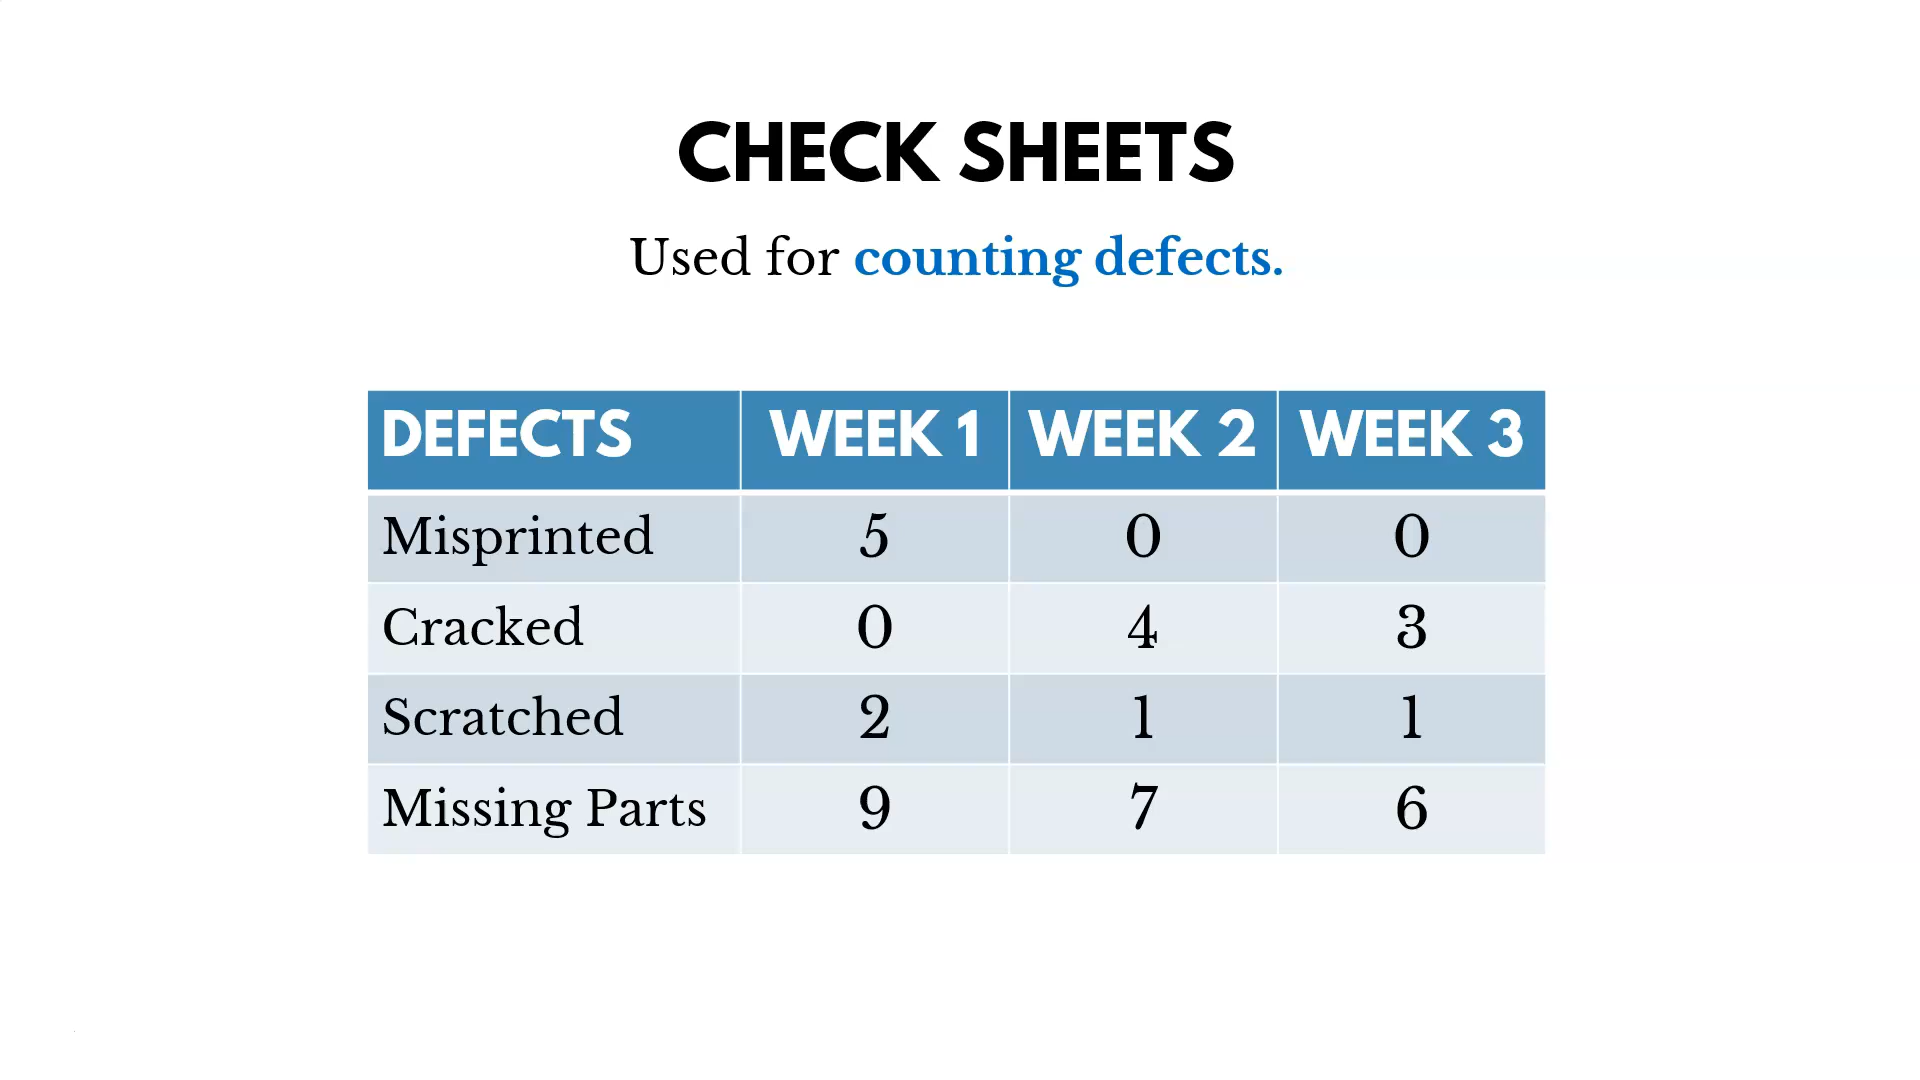 CHECK SHEETS
Used for counting defects.
DEFECTS WEEK 1 WEEK 2 WEEK 3
Misprinted 5 0 0
Cracked 0 4 3
Scratched 2 1 1
Missing Parts 9 7 6